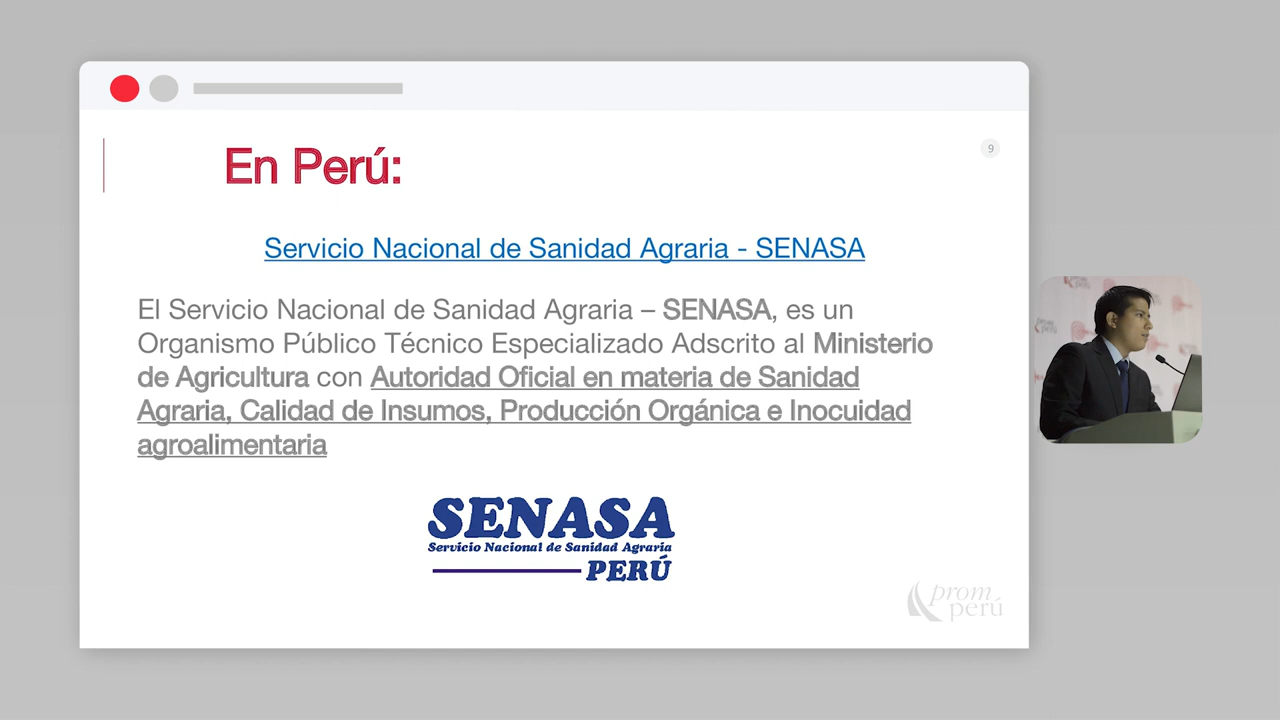 En Perú:
9
Servicio Nacional de Sanidad Agraria - SENASA
El Servicio Nacional de Sanidad Agraria – SENASA, es un
Organismo Público Técnico Especializado Adscrito al Ministerio
de Agricultura con Autoridad Oficial en materia de Sanidad
Agraria, Calidad de Insumos, Producción Orgánica e Inocuidad
agroalimentaria
SENASA
Servicio Nacional de Sanidad Agraria
PERÚ
prom
perú